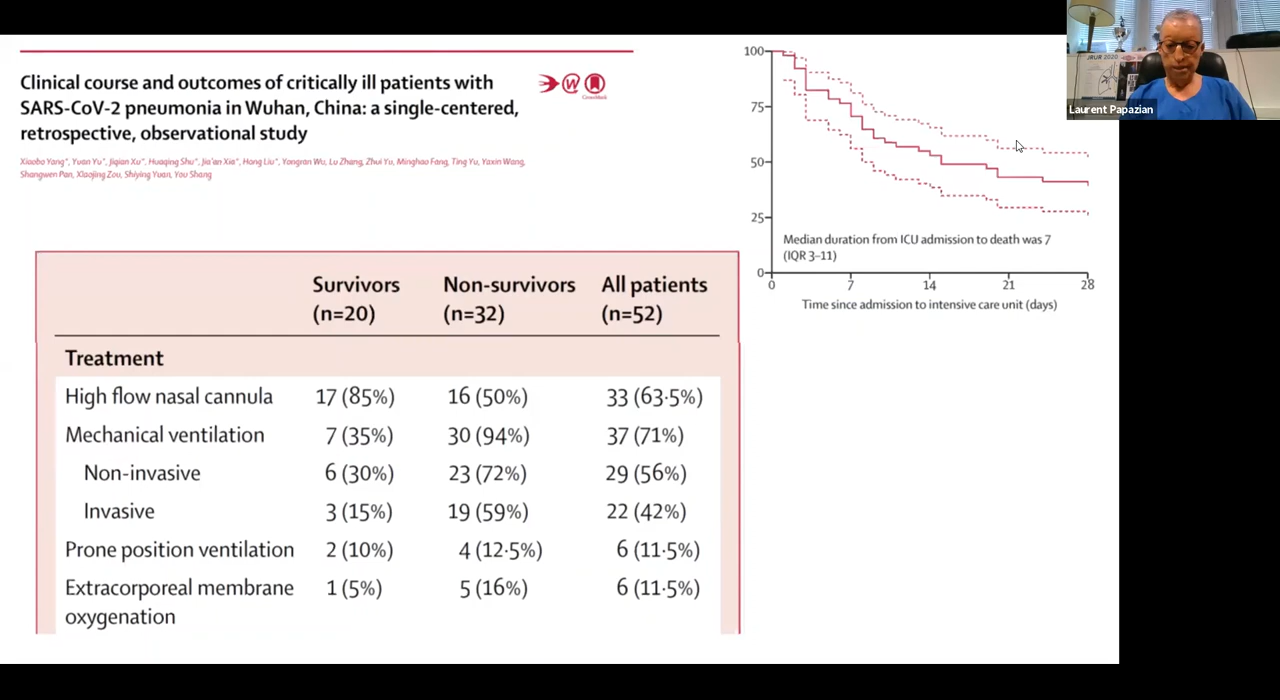 Clinical course and outcomes of critically ill patients with
SARS-CoV-2 pneumonia in Wuhan, China: a single-centered,
retrospective, observational study
Xiaobo Yang*, Yuan Yu*, Jiqian Xu*, Huaqing Shu*, Jia'an Xia*, Hong Liu*, Yongran Wu, Lu Zhang, Zhui Yu, Minghao Fang, Ting Yu, Yaxin Wang,
Shangwen Pan, Xiaojing Zou, Shiying Yuan, You Shang
CrossMark
Survivors Non-survivors All patients
(n=20) (n=32) (n=52)
Treatment
High flow nasal cannula 17 (85%) 16 (50%) 33 (63·5%)
Mechanical ventilation 7 (35%) 30 (94%) 37 (71%)
Non-invasive 6 (30%) 23 (72%) 29 (56%)
Invasive 3 (15%) 19 (59%) 22 (42%)
Prone position ventilation 2 (10%) 4 (12·5%) 6 (11·5%)
Extracorporeal membrane 1 (5%) 5 (16%) 6 (11·5%)
oxygenation
100
75
50
25
0
Median duration from ICU admission to death was 7
(IQR 3–11)
0 7 14 21 28
Time since admission to intensive care unit (days)
JRUR 2020
Laurent Papazian